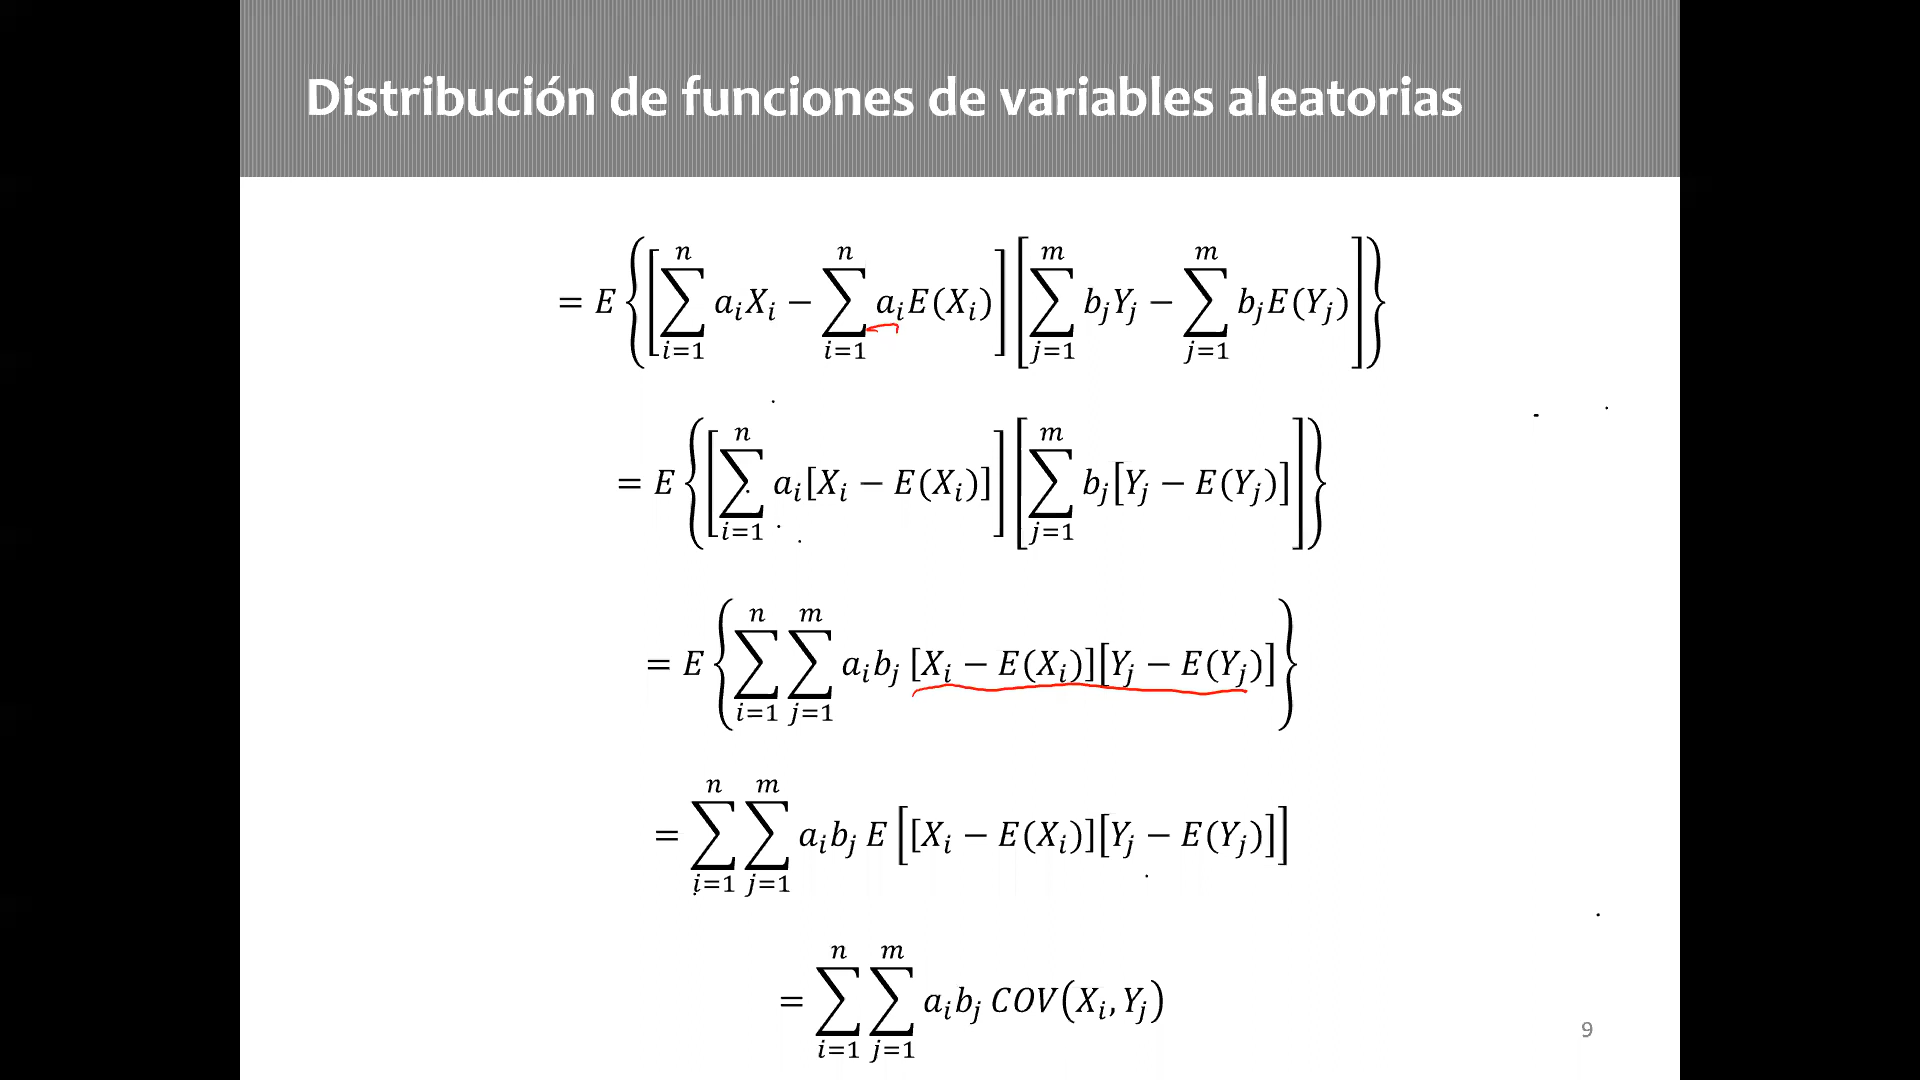 Distribución de funciones de variables aleatorias
= E{[∑_{i=1}^{n} a_i X_i − ∑_{i=1}^{n} a_i E(X_i)] [∑_{j=1}^{m} b_j Y_j − ∑_{j=1}^{m} b_j E(Y_j)]}
= E{[∑_{i=1}^{n} a_i [X_i − E(X_i)]] [∑_{j=1}^{m} b_j [Y_j − E(Y_j)]]}
= E{∑_{i=1}^{n} ∑_{j=1}^{m} a_i b_j [X_i − E(X_i)][Y_j − E(Y_j)]}
= ∑_{i=1}^{n} ∑_{j=1}^{m} a_i b_j E[[X_i − E(X_i)][Y_j − E(Y_j)]]
= ∑_{i=1}^{n} ∑_{j=1}^{m} a_i b_j COV(X_i, Y_j)
9